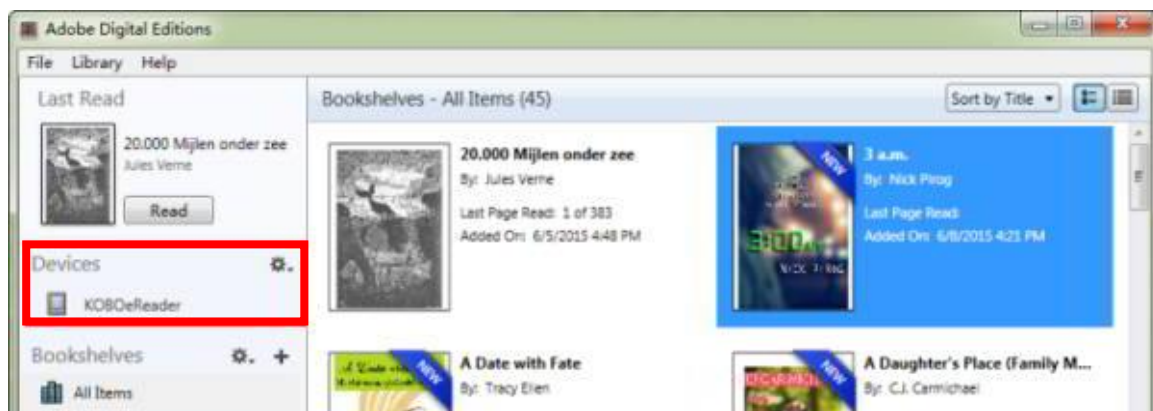 Adobe Digital Editions
File Library Help
Last Read
20.000 Mijlen onder zee
Jules Verne
Read
Devices
KOBOeReader
Bookshelves
All Items
Bookshelves - All Items (45)
Sort by Title
20.000 Mijlen onder zee
By: Jules Verne
Last Page Read: 1 of 383
Added On: 6/5/2015 4:48 PM
NEW
3:00
3 a.m.
By: Nick Pirog
Last Page Read:
Added On: 6/8/2015 4:21 PM
NEW
A Date with Fate
By: Tracy Ellen
NEW
A Daughter's Place (Family M...
By: C.J. Carmichael